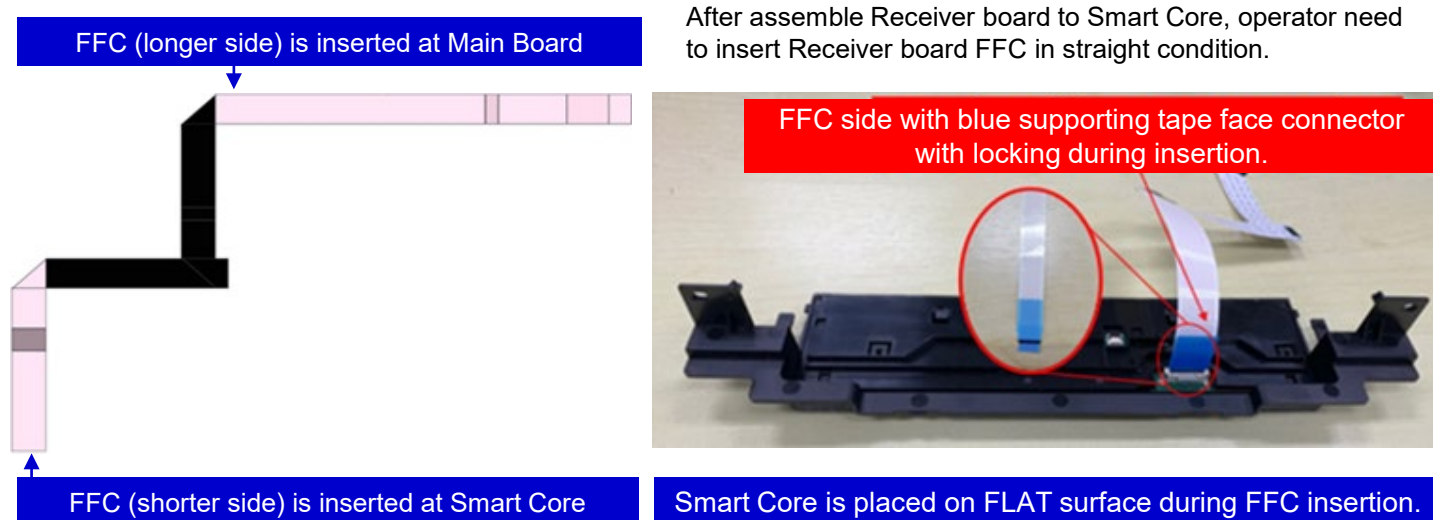 FFC (longer side) is inserted at Main Board
After assemble Receiver board to Smart Core, operator need
to insert Receiver board FFC in straight condition.
FFC side with blue supporting tape face connector
with locking during insertion.
FFC (shorter side) is inserted at Smart Core
Smart Core is placed on FLAT surface during FFC insertion.